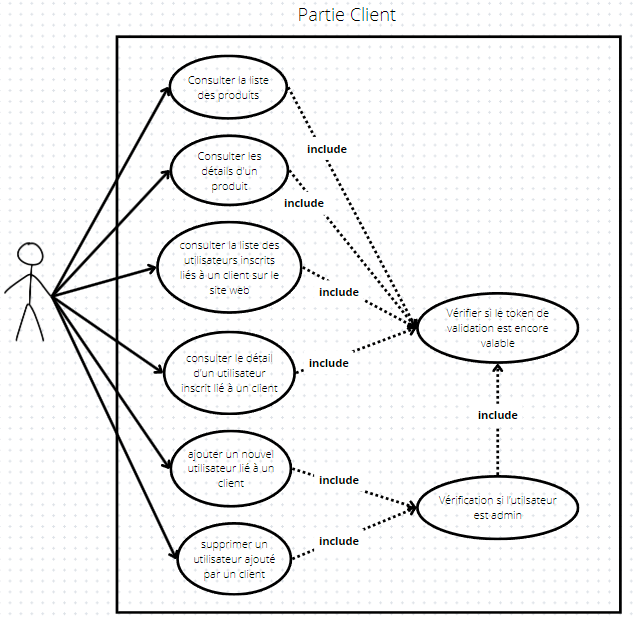 Partie Client
Consulter la liste
des produits
include
Consulter les
détails d'un
produit
include
consulter la liste des
utilisateurs inscrits
liés à un client sur le
site web
include
Vérifier si le token de
validation est encore
valable
consulter le détail
d'un utilisateur
inscrit lié à un client
include
include
ajouter un nouvel
utilisateur lié à un
client
include
Vérification si l'utlisateur
est admin
supprimer un
utilisateur ajouté
par un client
include